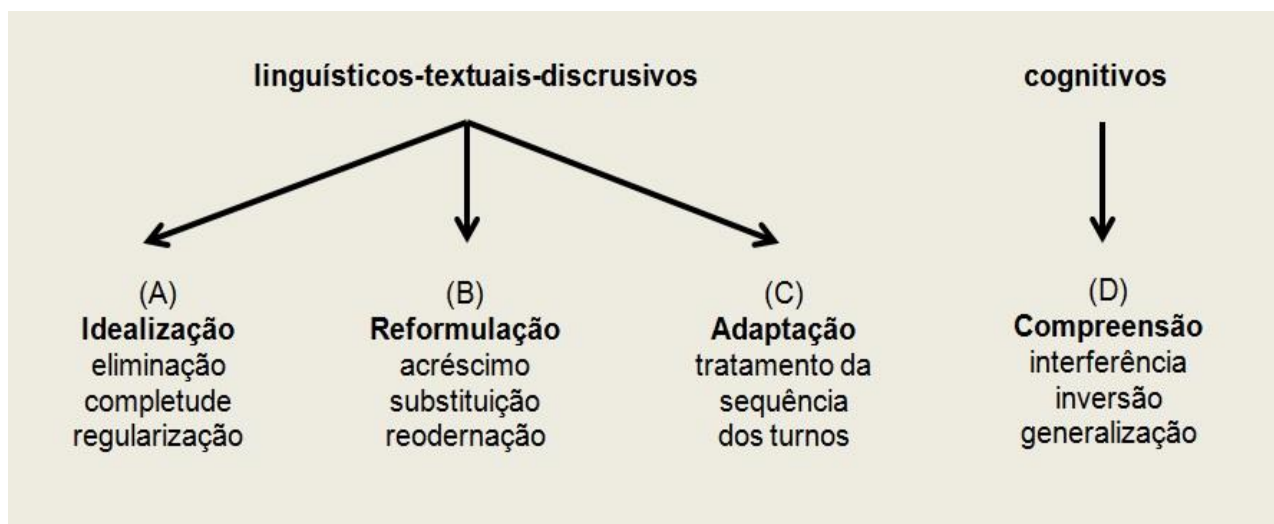 linguísticos-textuais-discrusivos
cognitivos
(A)
Idealização
eliminação
completude
regularização
(B)
Reformulação
acréscimo
substituição
reodernação
(C)
Adaptação
tratamento da
sequência
dos turnos
(D)
Compreensão
interferência
inversão
generalização